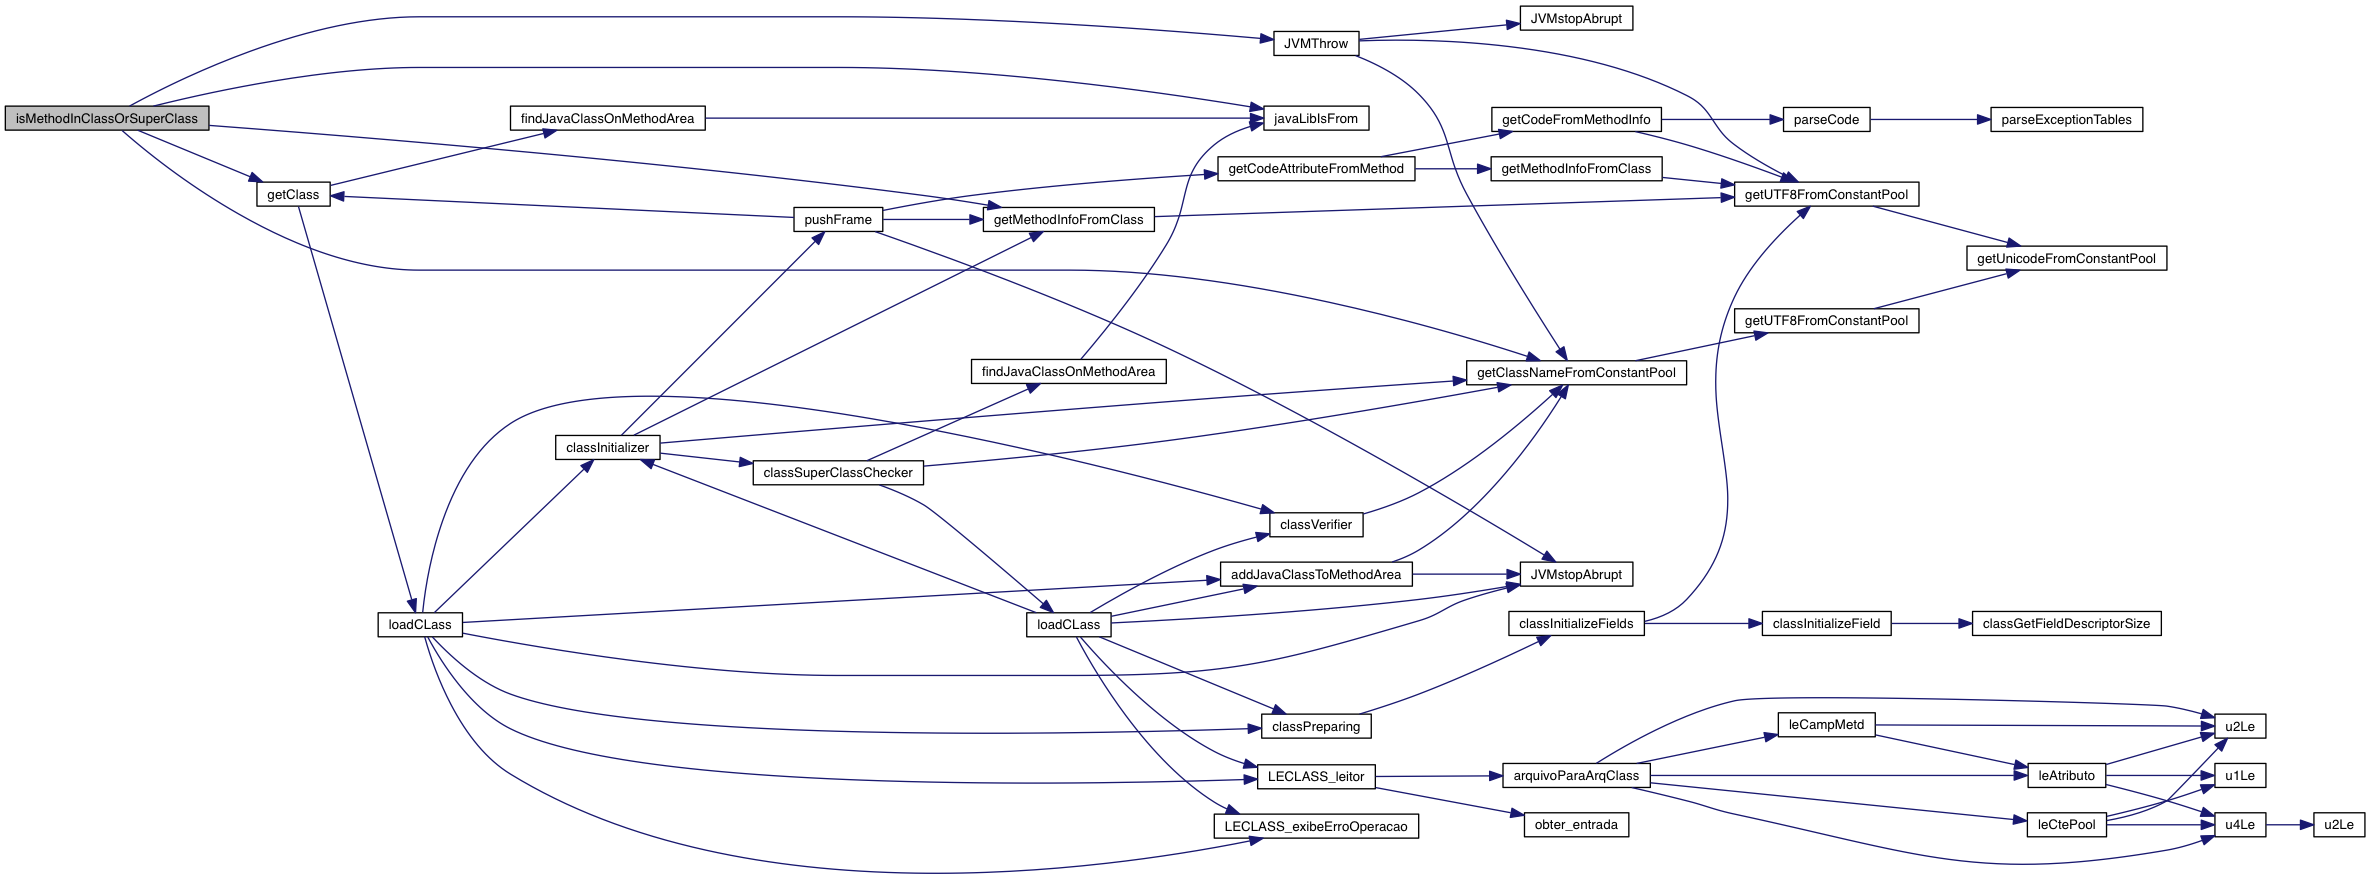 JVMstopAbrupt
JVMThrow
isMethodInClassOrSuperClass
findJavaClassOnMethodArea
javaLibIsFrom
getCodeFromMethodInfo
parseCode
parseExceptionTables
getCodeAttributeFromMethod
getMethodInfoFromClass
getClass
getUTF8FromConstantPool
pushFrame
getMethodInfoFromClass
getUnicodeFromConstantPool
getUTF8FromConstantPool
findJavaClassOnMethodArea
getClassNameFromConstantPool
classInitializer
classSuperClassChecker
classVerifier
addJavaClassToMethodArea
JVMstopAbrupt
loadCLass
loadCLass
classInitializeFields
classInitializeField
classGetFieldDescriptorSize
classPreparing
leCampMetd
u2Le
LECLASS_leitor
arquivoParaArqClass
leAtributo
u1Le
LECLASS_exibeErroOperacao
obter_entrada
leCtePool
u4Le
u2Le